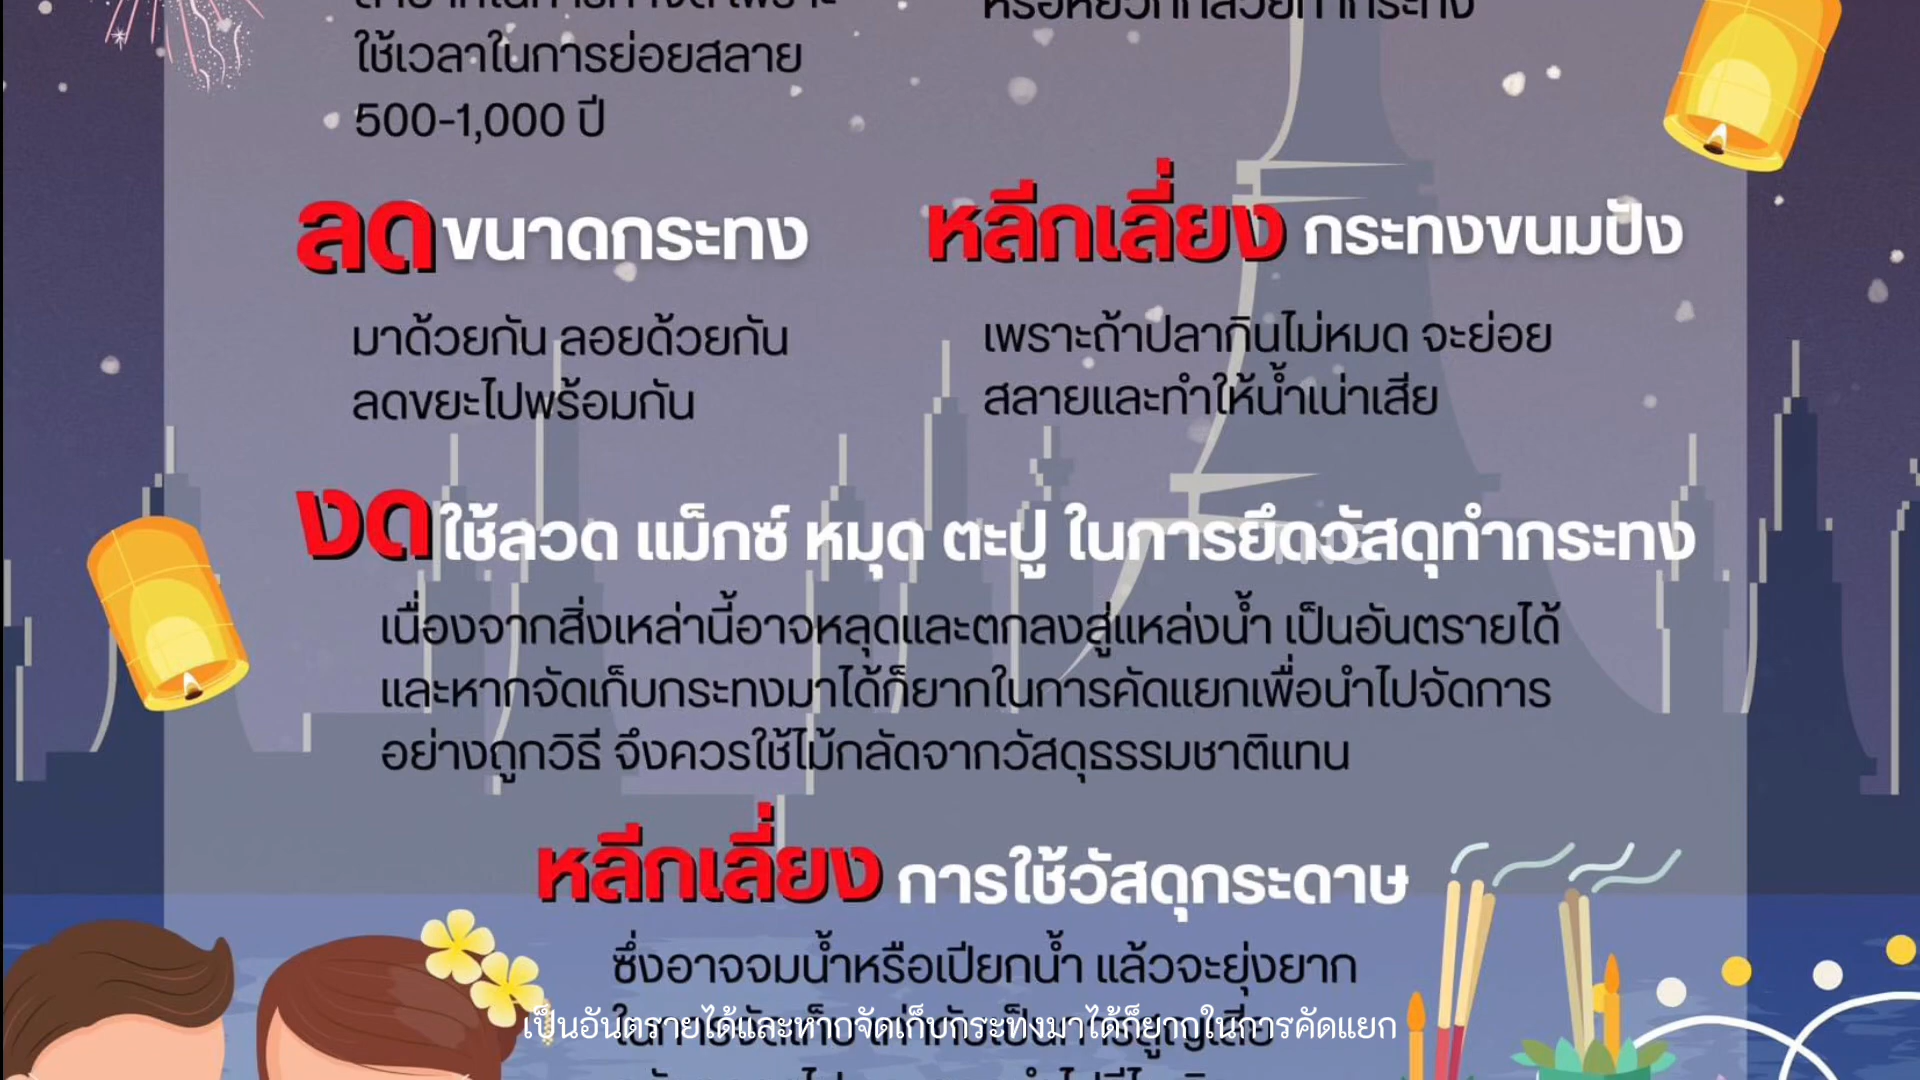 ใช้เวลาในการย่อยสลาย
500-1,000 ปี
หรือหยวกกล้วยทำกระทง
ลดขนาดกระทง
มาด้วยกัน ลอยด้วยกัน
ลดขยะไปพร้อมกัน
หลีกเลี่ยง กระทงขนมปัง
เพราะถ้าปลากินไม่หมด จะย่อย
สลายและทำให้น้ำเน่าเสีย
งดใช้ลวด แม็กซ์ หมุด ตะปู ในการยึดวัสดุทำกระทง
เนื่องจากสิ่งเหล่านี้อาจหลุดและตกลงสู่แหล่งน้ำ เป็นอันตรายได้
และหากจัดเก็บกระทงมาได้ก็ยากในการคัดแยกเพื่อนำไปจัดการ
อย่างถูกวิธี จึงควรใช้ไม้กลัดจากวัสดุธรรมชาติแทน
หลีกเลี่ยง การใช้วัสดุกระดาษ
ซึ่งอาจจมน้ำหรือเปียกน้ำ แล้วจะยุ่งยาก
เป็นอันตรายได้และหากจัดเก็บกระทงมาได้ก็ยากในการคัดแยก